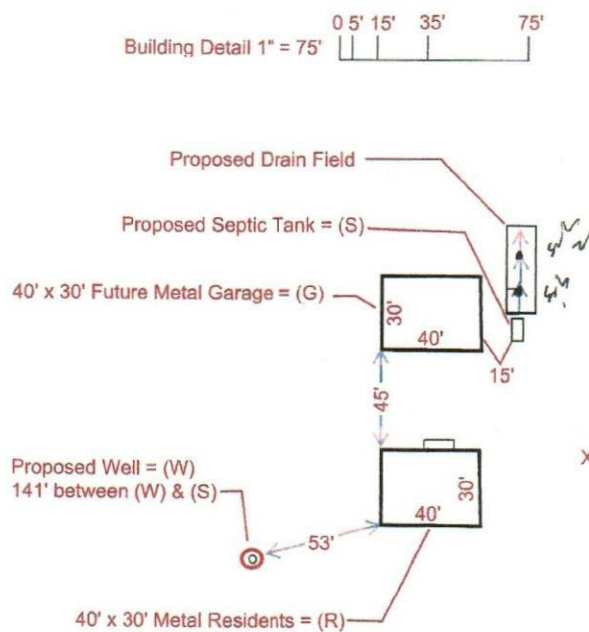 0 5' 15' 35' 75'
Building Detail 1" = 75'
Proposed Drain Field
Proposed Septic Tank = (S)
40' x 30' Future Metal Garage = (G)
30'
40'
15'
45'
Proposed Well = (W)
141' between (W) & (S)
30'
40'
53'
40' x 30' Metal Residents = (R)
X